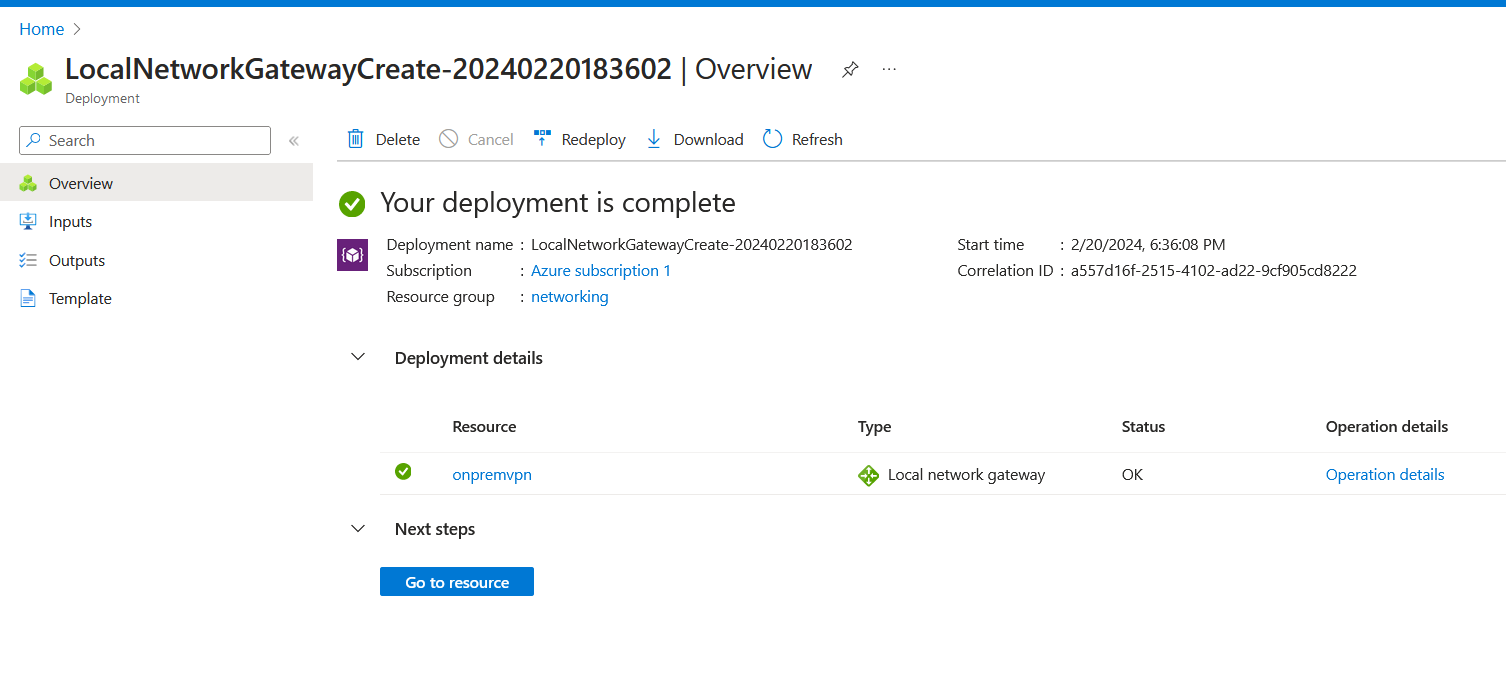 Home
LocalNetworkGatewayCreate-20240220183602 | Overview
Deployment
Search
Overview
Inputs
Outputs
Template
Delete Cancel Redeploy Download Refresh
Your deployment is complete
Deployment name : LocalNetworkGatewayCreate-20240220183602
Subscription : Azure subscription 1
Resource group : networking
Start time : 2/20/2024, 6:36:08 PM
Correlation ID : a557d16f-2515-4102-ad22-9cf905cd8222
Deployment details
Resource Type Status Operation details
onpremvpn Local network gateway OK Operation details
Next steps
Go to resource